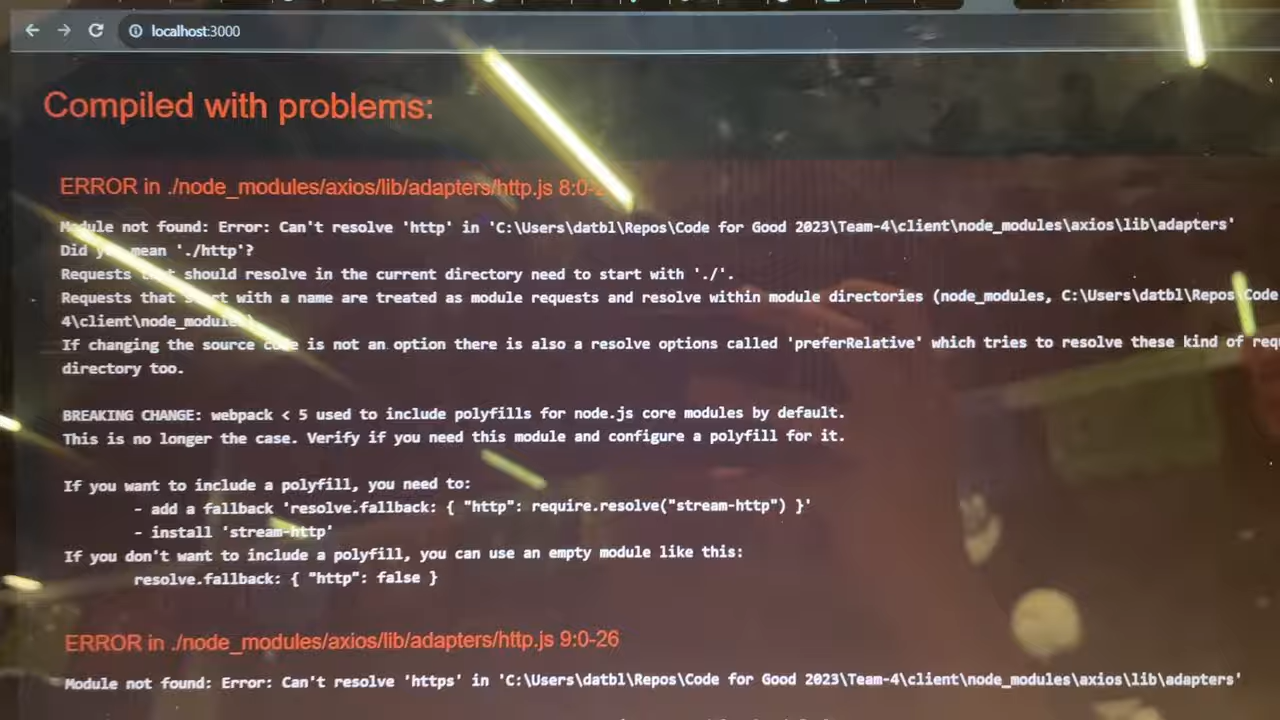 localhost:3000
Compiled with problems:
ERROR in ./node_modules/axios/lib/adapters/http.js 8:0-2
Module not found: Error: Can't resolve 'http' in 'C:\Users\datbl\Repos\Code for Good 2023\Team-4\client\node_modules\axios\lib\adapters'
Did you mean './http'?
Requests that should resolve in the current directory need to start with './'.
Requests that start with a name are treated as module requests and resolve within module directories (node_modules, C:\Users\datbl\Repos\Code
4\client\node_modules).
If changing the source code is not an option there is also a resolve options called 'preferRelative' which tries to resolve these kind of requ
directory too.
BREAKING CHANGE: webpack < 5 used to include polyfills for node.js core modules by default.
This is no longer the case. Verify if you need this module and configure a polyfill for it.
If you want to include a polyfill, you need to:
- add a fallback 'resolve.fallback: { "http": require.resolve("stream-http") }'
- install 'stream-http'
If you don't want to include a polyfill, you can use an empty module like this:
resolve.fallback: { "http": false }
ERROR in ./node_modules/axios/lib/adapters/http.js 9:0-26
Module not found: Error: Can't resolve 'https' in 'C:\Users\datbl\Repos\Code for Good 2023\Team-4\client\node_modules\axios\lib\adapters'